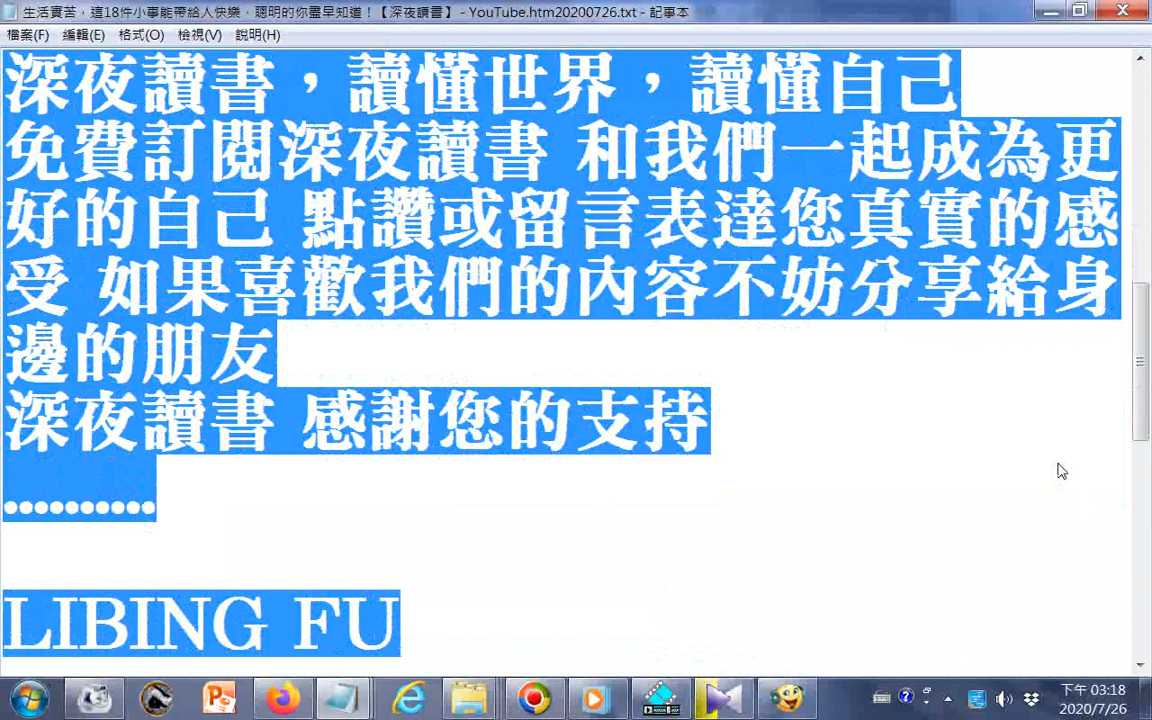 生活實苦，這18件小事能帶給人快樂，聰明的你盡早知道！【深夜讀書】 - YouTube.htm20200726.txt - 記事本
檔案(F) 編輯(E) 格式(O) 檢視(V) 說明(H)
深夜讀書，讀懂世界，讀懂自己
免費訂閱深夜讀書 和我們一起成為更
好的自己 點讚或留言表達您真實的感
受 如果喜歡我們的內容不妨分享給身
邊的朋友
深夜讀書 感謝您的支持
..........
LIBING FU
下午 03:18
2020/7/26